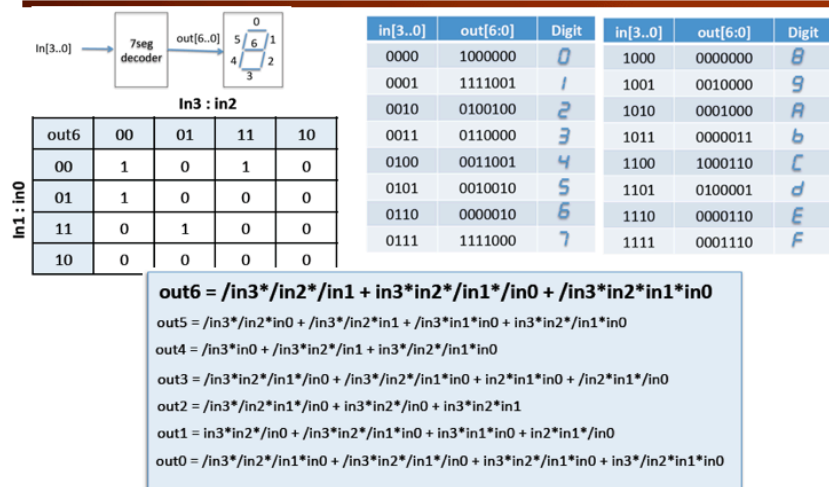 In[3..0]
7seg decoder
out[6..0]
0
5 6 1
4 2
3
In3 : in2
In1 : in0
out6 00 01 11 10
00 1 0 1 0
01 1 0 0 0
11 0 1 0 0
10 0 0 0 0
in[3..0] out[6:0] Digit
0000 1000000 0
0001 1111001 1
0010 0100100 2
0011 0110000 3
0100 0011001 4
0101 0010010 5
0110 0000010 6
0111 1111000 7
in[3..0] out[6:0] Digit
1000 0000000 8
1001 0010000 9
1010 0001000 A
1011 0000011 b
1100 1000110 C
1101 0100001 d
1110 0000110 E
1111 0001110 F
out6 = /in3*/in2*/in1 + in3*in2*/in1*/in0 + /in3*in2*in1*in0
out5 = /in3*/in2*in0 + /in3*/in2*in1 + /in3*in1*in0 + in3*in2*/in1*in0
out4 = /in3*in0 + /in3*in2*/in1 + in3*/in2*/in1*in0
out3 = /in3*in2*/in1*/in0 + /in3*/in2*/in1*in0 + in2*in1*in0 + /in2*in1*/in0
out2 = /in3*/in2*in1*/in0 + in3*in2*/in0 + in3*in2*in1
out1 = in3*in2*/in0 + /in3*in2*/in1*in0 + in3*in1*in0 + in2*in1*/in0
out0 = /in3*/in2*/in1*in0 + /in3*in2*/in1*/in0 + in3*in2*/in1*in0 + in3*/in2*in1*in0